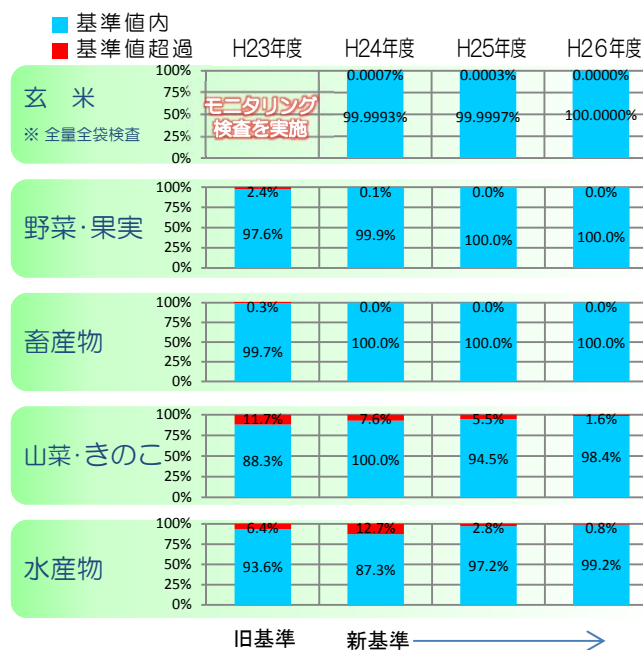 基準値内
基準値超過
H23年度 H24年度 H25年度 H26年度
玄 米
※ 全量全袋検査
100%
75%
50%
25%
0%
モニタリング
検査を実施
0.0007% 0.0003% 0.0000%
99.9993% 99.9997% 100.0000%
野菜・果実
100%
75%
50%
25%
0%
2.4% 0.1% 0.0% 0.0%
97.6% 99.9% 100.0% 100.0%
畜産物
100%
75%
50%
25%
0%
0.3% 0.0% 0.0% 0.0%
99.7% 100.0% 100.0% 100.0%
山菜・きのこ
100%
75%
50%
25%
0%
11.7% 7.6% 5.5% 1.6%
88.3% 100.0% 94.5% 98.4%
水産物
100%
75%
50%
25%
0%
6.4% 12.7% 2.8% 0.8%
93.6% 87.3% 97.2% 99.2%
旧基準 新基準